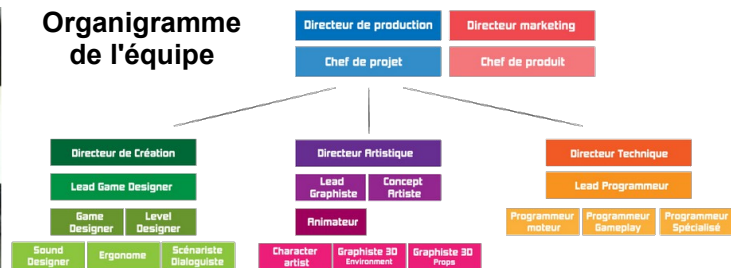 Organigramme
de l'équipe
Directeur de production
Directeur marketing
Chef de projet
Chef de produit
Directeur de Création
Directeur Artistique
Directeur Technique
Lead Game Designer
Lead
Graphiste
Concept
Artiste
Lead Programmeur
Game
Designer
Level
Designer
Animateur
Programmeur
moteur
Programmeur
Gameplay
Programmeur
Spécialisé
Sound
Designer
Ergonome
Scénariste
Dialoguiste
Character
artist
Graphiste 3D
Environment
Graphiste 3D
Props